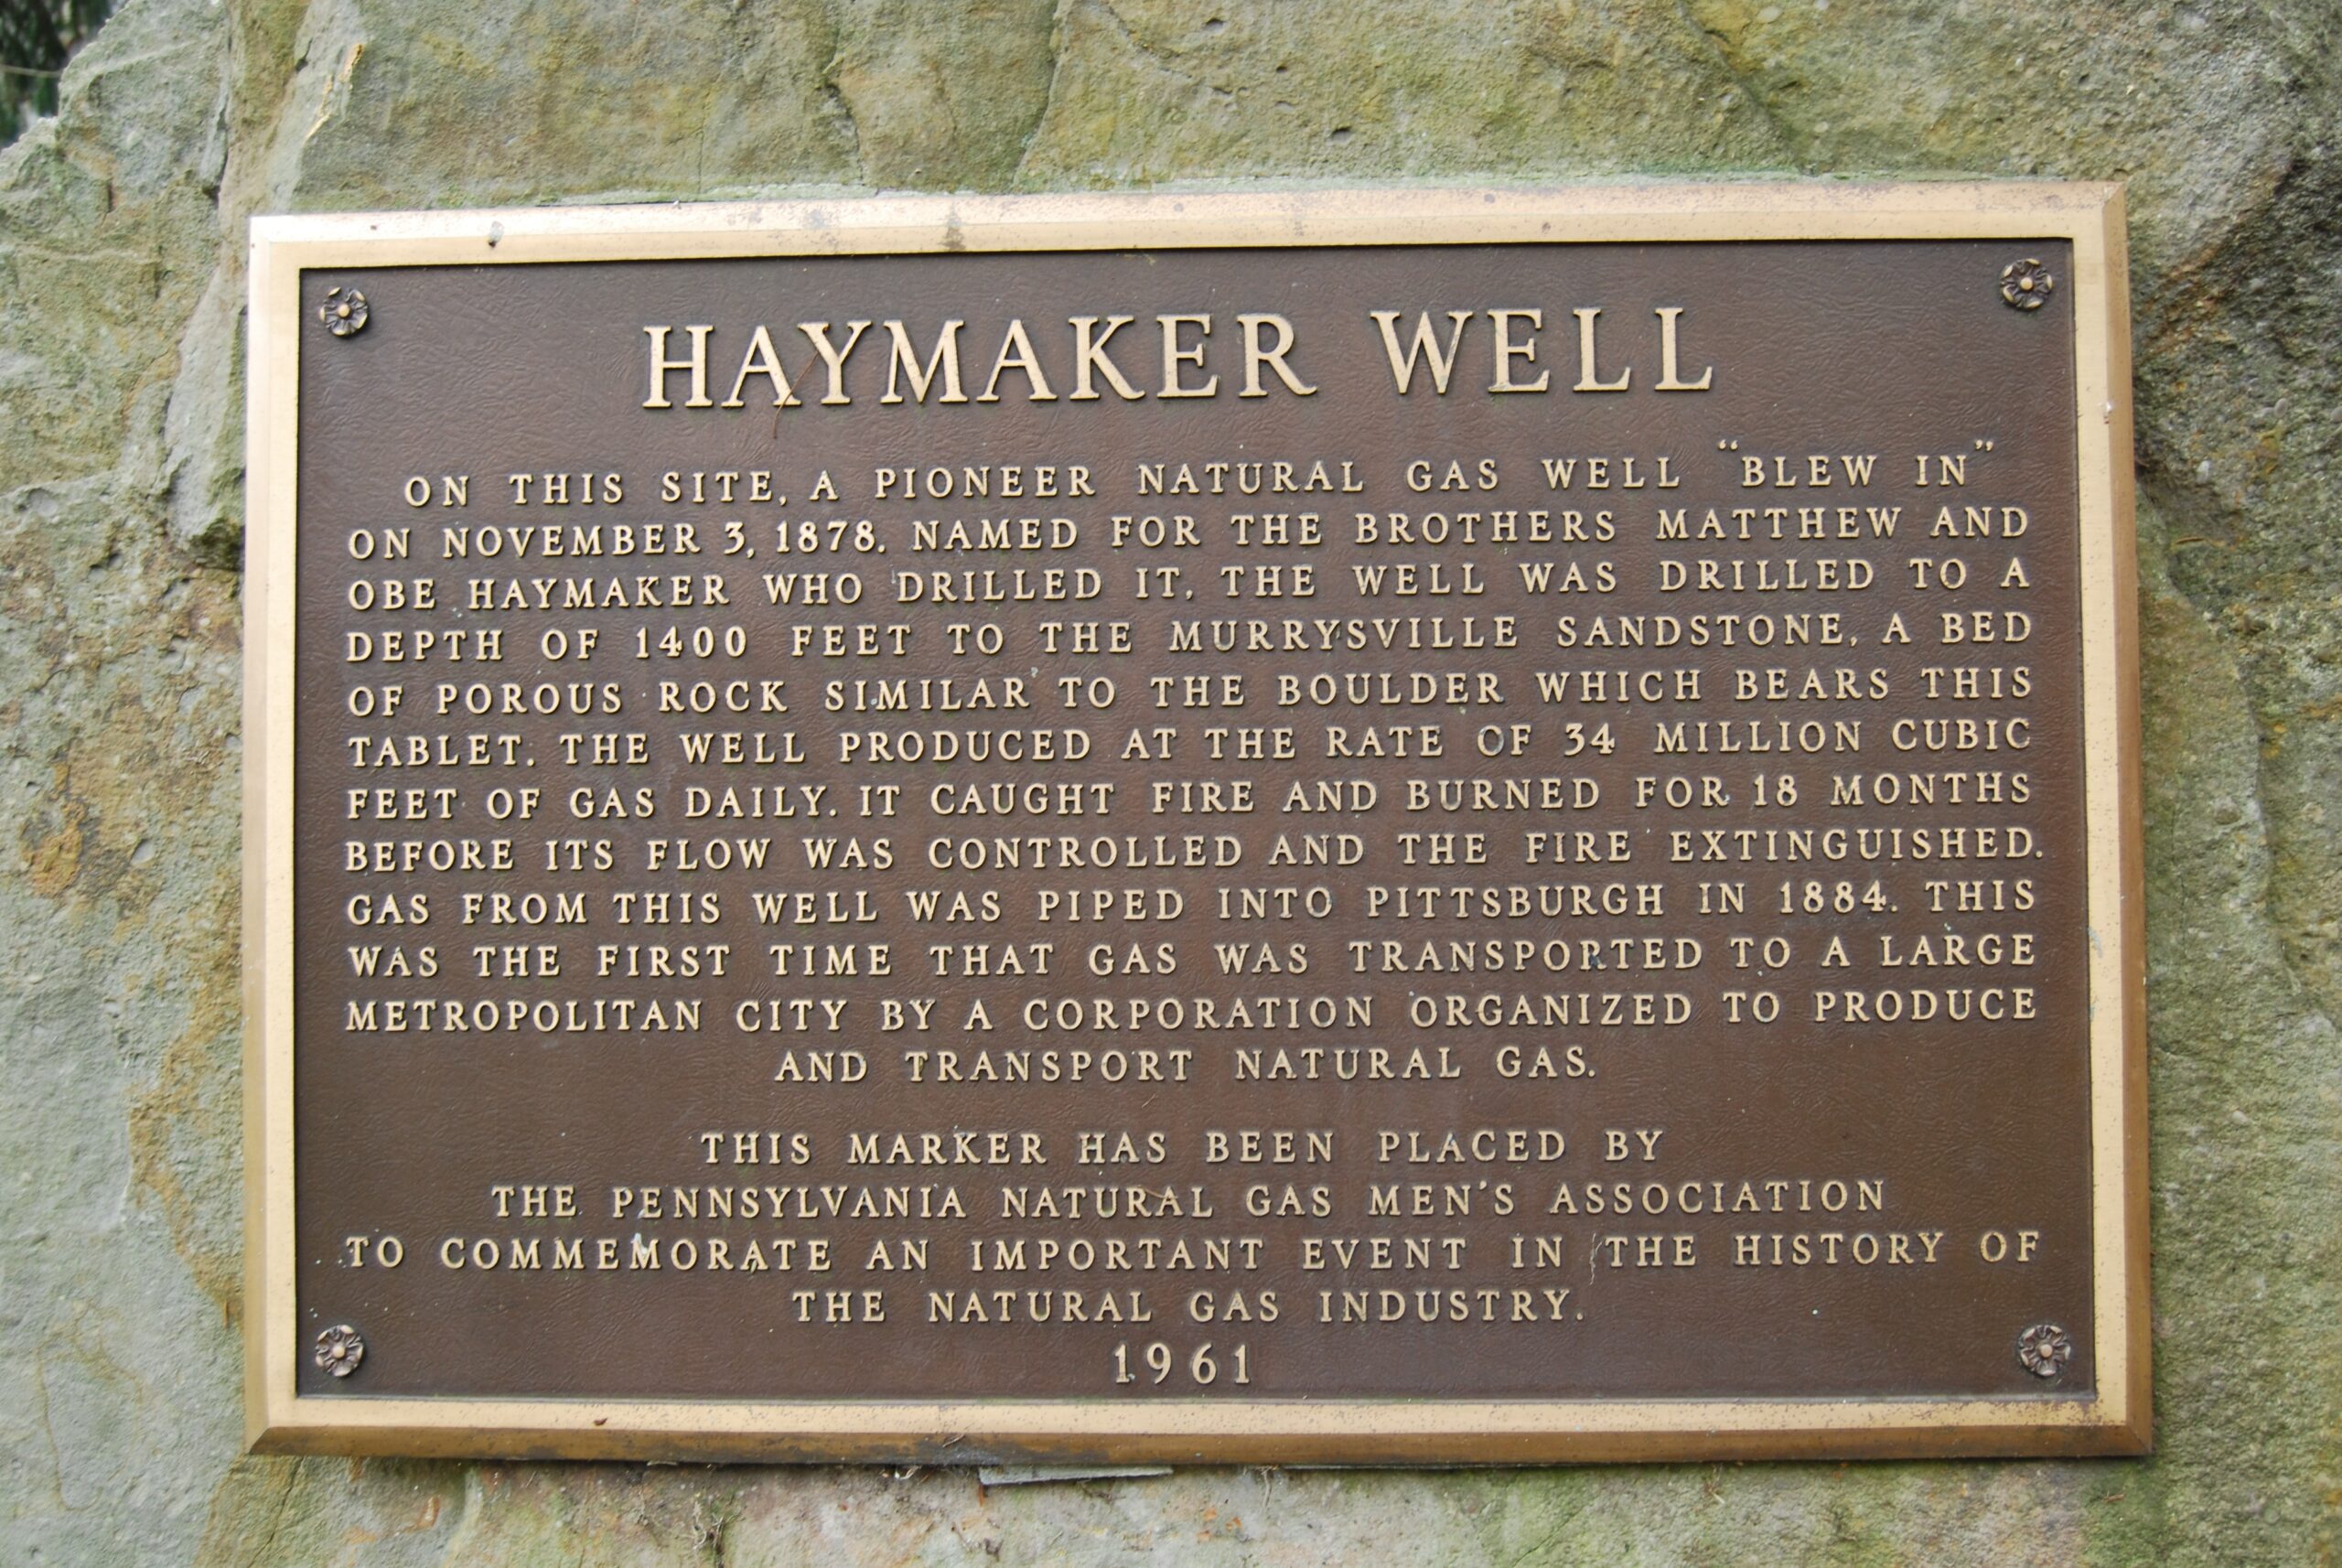 HAYMAKER WELL
ON THIS SITE, A PIONEER NATURAL GAS WELL “BLEW IN”
ON NOVEMBER 3, 1878. NAMED FOR THE BROTHERS MATTHEW AND
OBE HAYMAKER WHO DRILLED IT, THE WELL WAS DRILLED TO A
DEPTH OF 1400 FEET TO THE MURRYSVILLE SANDSTONE, A BED
OF POROUS ROCK SIMILAR TO THE BOULDER WHICH BEARS THIS
TABLET. THE WELL PRODUCED AT THE RATE OF 34 MILLION CUBIC
FEET OF GAS DAILY. IT CAUGHT FIRE AND BURNED FOR 18 MONTHS
BEFORE ITS FLOW WAS CONTROLLED AND THE FIRE EXTINGUISHED.
GAS FROM THIS WELL WAS PIPED INTO PITTSBURGH IN 1884. THIS
WAS THE FIRST TIME THAT GAS WAS TRANSPORTED TO A LARGE
METROPOLITAN CITY BY A CORPORATION ORGANIZED TO PRODUCE
AND TRANSPORT NATURAL GAS.
THIS MARKER HAS BEEN PLACED BY
THE PENNSYLVANIA NATURAL GAS MEN'S ASSOCIATION
TO COMMEMORATE AN IMPORTANT EVENT IN THE HISTORY OF
THE NATURAL GAS INDUSTRY.
1961